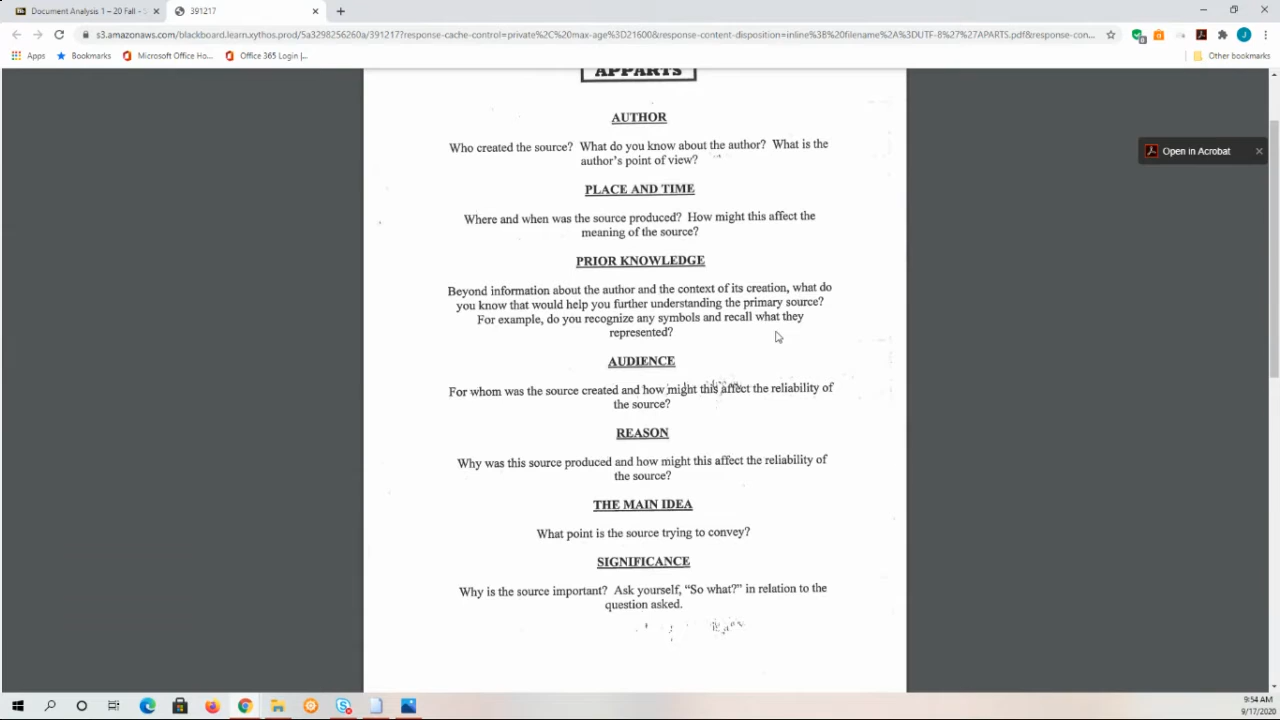 Document Analysis 1 – 20 Fall -
391217
s3.amazonaws.com/blackboard.learn.xythos.prod/5a3298256260a/391217?response-cache-control=private%2C%20max-age%3D21600&response-content-disposition=inline%3B%20filename%2A%3DUTF-8%27%27APARTS.pdf&response-con...
Apps
Bookmarks
Microsoft Office Ho...
Office 365 Login |...
Other bookmarks
APPARTS
Open in Acrobat
AUTHOR
Who created the source? What do you know about the author? What is the
author's point of view?
PLACE AND TIME
Where and when was the source produced? How might this affect the
meaning of the source?
PRIOR KNOWLEDGE
Beyond information about the author and the context of its creation, what do
you know that would help you further understanding the primary source?
For example, do you recognize any symbols and recall what they
represented?
AUDIENCE
For whom was the source created and how might this affect the reliability of
the source?
REASON
Why was this source produced and how might this affect the reliability of
the source?
THE MAIN IDEA
What point is the source trying to convey?
SIGNIFICANCE
Why is the source important? Ask yourself, "So what?" in relation to the
question asked.
9:54 AM
9/17/2020